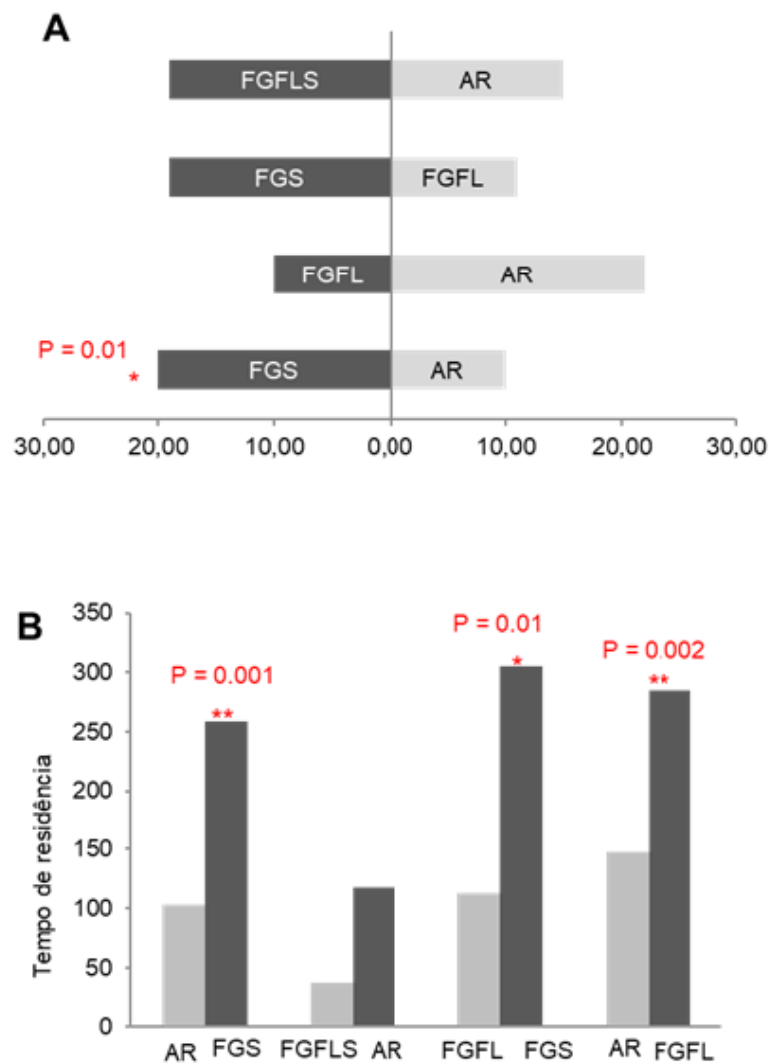 A
FGFLS AR
FGS FGFL
FGFL AR
P = 0.01
* FGS AR
30,00 20,00 10,00 0,00 10,00 20,00 30,00
B
Tempo de residência
350
300
250
200
150
100
50
0
P = 0.001
**
P = 0.01
*
P = 0.002
**
AR FGS FGFLS AR FGFL FGS AR FGFL